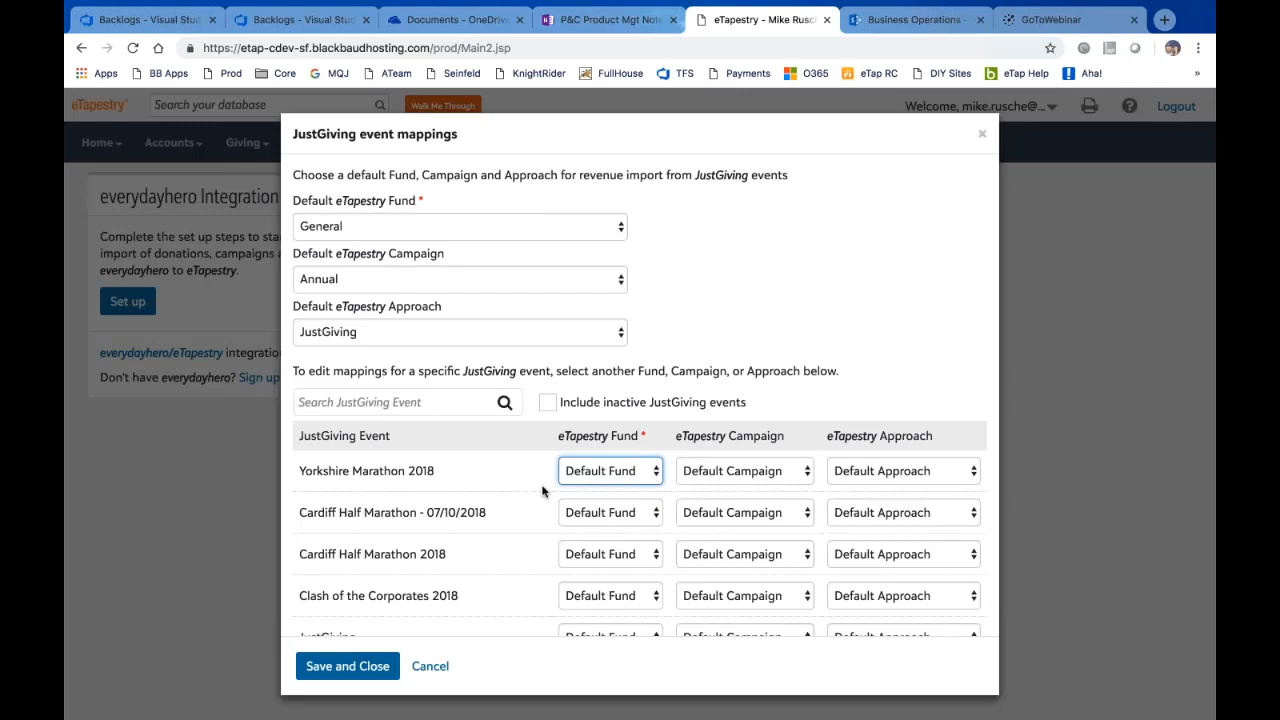 Backlogs - Visual Stud
Backlogs - Visual Stud
Documents - OneDriv
P&C Product Mgt Not
eTapestry - Mike Rusc
Business Operations -
GoToWebinar
https://etap-cdev-sf.blackbaudhosting.com/prod/Main2.jsp
Apps BB Apps Prod Core MQJ ATeam Seinfeld KnightRider FullHouse TFS Payments O365 eTap RC DIY Sites eTap Help Aha! »
eTapestry Search your database Walk Me Through Welcome, mike.rusche@... Logout
Home Accounts Giving
JustGiving event mappings
everydayhero Integration
Complete the set up steps to sta
import of donations, campaigns a
everydayhero to eTapestry.
Set up
everydayhero/eTapestry integratio
Don't have everydayhero? Sign up
Choose a default Fund, Campaign and Approach for revenue import from JustGiving events
Default eTapestry Fund *
General
Default eTapestry Campaign
Annual
Default eTapestry Approach
JustGiving
To edit mappings for a specific JustGiving event, select another Fund, Campaign, or Approach below.
Search JustGiving Event Include inactive JustGiving events
JustGiving Event eTapestry Fund * eTapestry Campaign eTapestry Approach
Yorkshire Marathon 2018 Default Fund Default Campaign Default Approach
Cardiff Half Marathon - 07/10/2018 Default Fund Default Campaign Default Approach
Cardiff Half Marathon 2018 Default Fund Default Campaign Default Approach
Clash of the Corporates 2018 Default Fund Default Campaign Default Approach
JustGiving Default Fund Default Campaign Default Approach
Save and Close Cancel